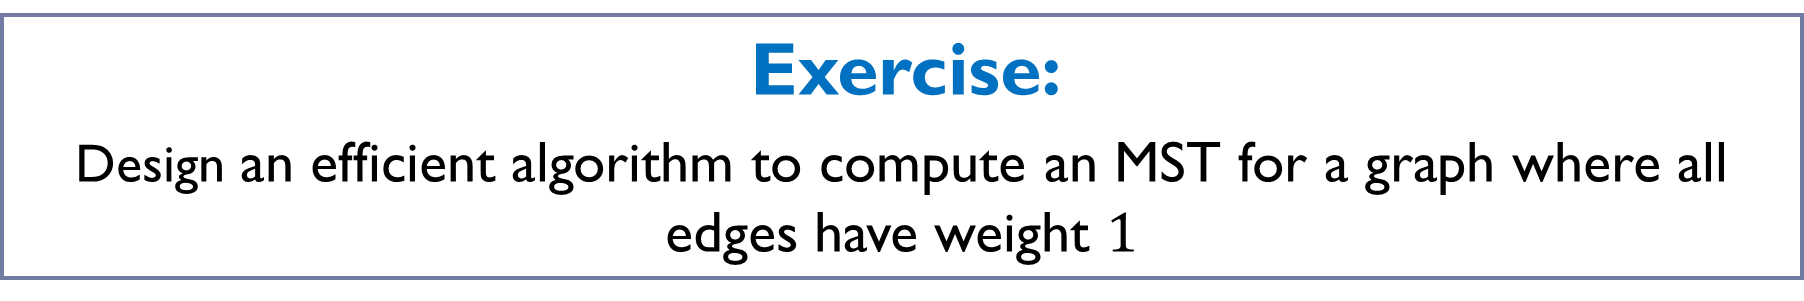 Exercise:
Design an efficient algorithm to compute an MST for a graph where all
edges have weight 1